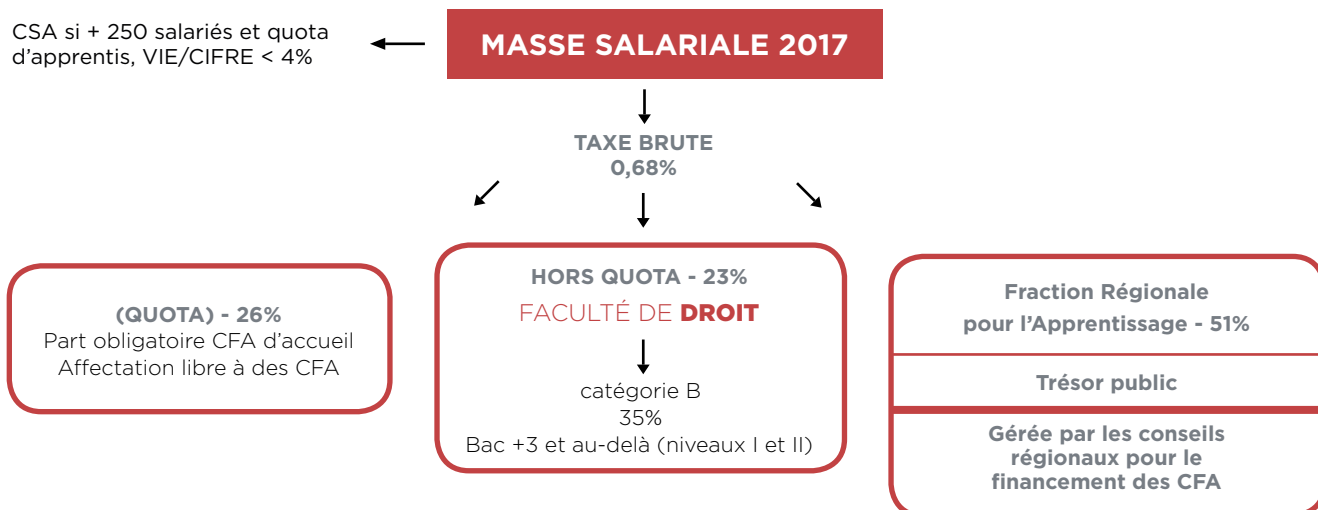 CSA si + 250 salariés et quota
d'apprentis, VIE/CIFRE < 4%
MASSE SALARIALE 2017
TAXE BRUTE
0,68%
(QUOTA) - 26%
Part obligatoire CFA d'accueil
Affectation libre à des CFA
HORS QUOTA - 23%
FACULTÉ DE DROIT
catégorie B
35%
Bac +3 et au-delà (niveaux I et II)
Fraction Régionale
pour l'Apprentissage - 51%
Trésor public
Gérée par les conseils
régionaux pour le
financement des CFA